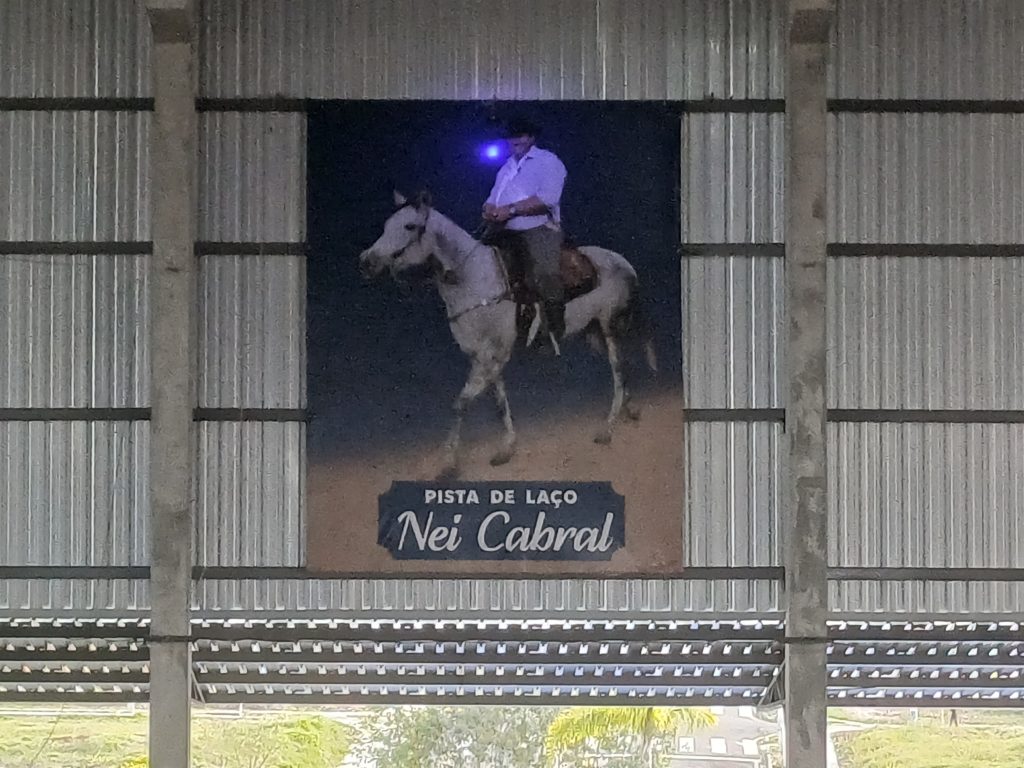 PISTA DE LAÇO
Nei Cabral